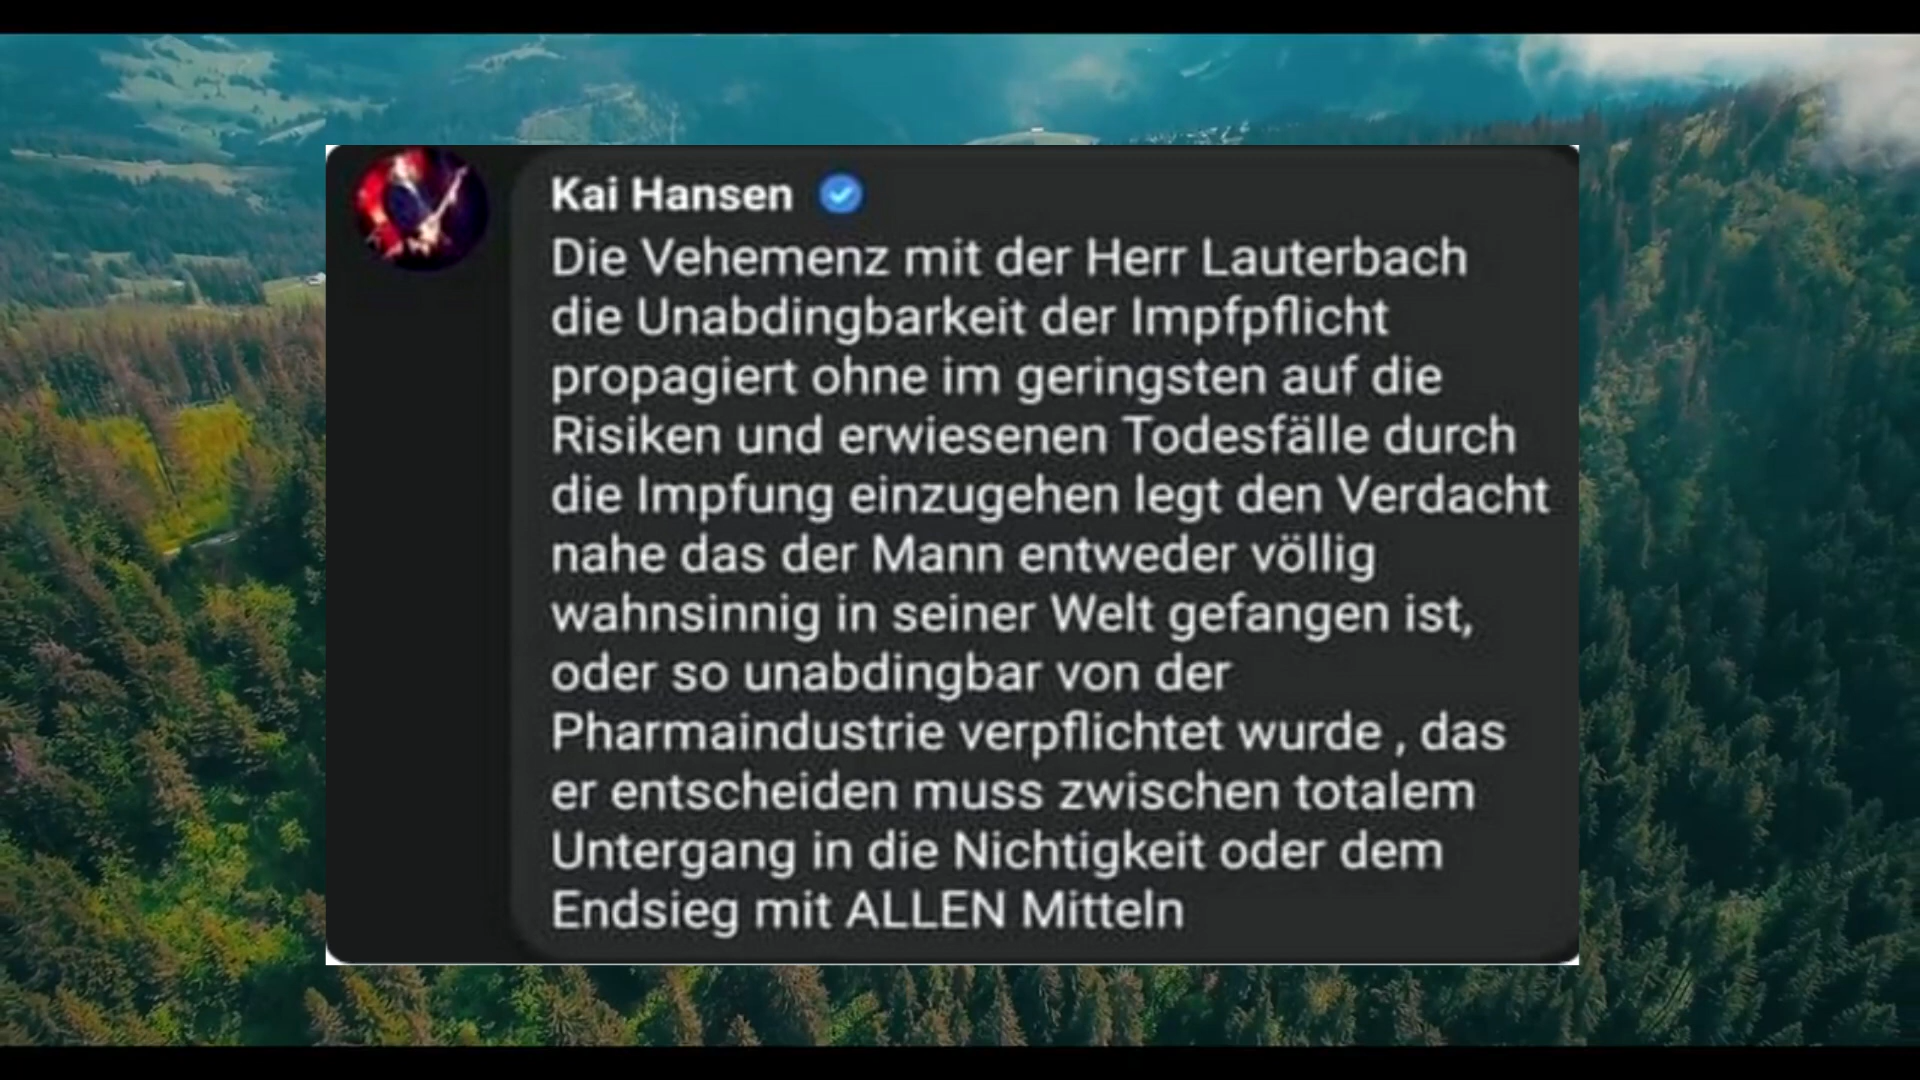 Kai Hansen
Die Vehemenz mit der Herr Lauterbach
die Unabdingbarkeit der Impfpflicht
propagiert ohne im geringsten auf die
Risiken und erwiesenen Todesfälle durch
die Impfung einzugehen legt den Verdacht
nahe das der Mann entweder völlig
wahnsinnig in seiner Welt gefangen ist,
oder so unabdingbar von der
Pharmaindustrie verpflichtet wurde , das
er entscheiden muss zwischen totalem
Untergang in die Nichtigkeit oder dem
Endsieg mit ALLEN Mitteln